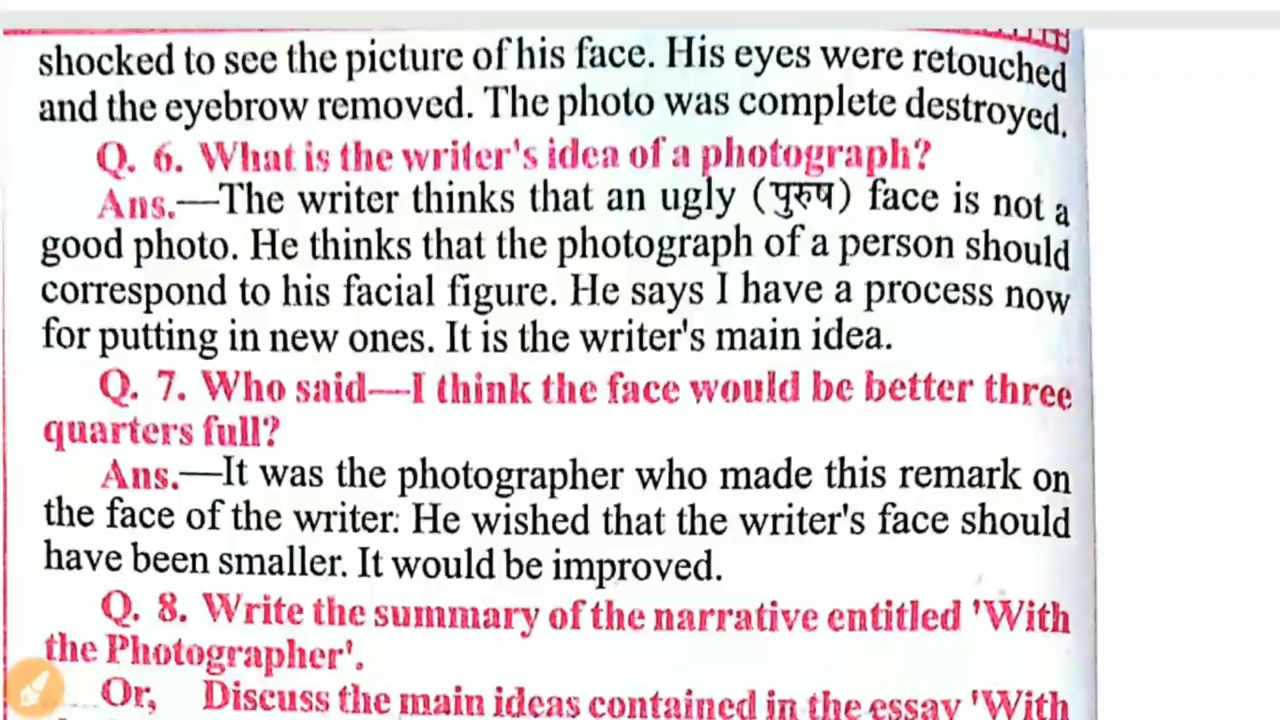 shocked to see the picture of his face. His eyes were retouched
and the eyebrow removed. The photo was complete destroyed.
Q. 6. What is the writer's idea of a photograph?
Ans.—The writer thinks that an ugly (पुरुष) face is not a
good photo. He thinks that the photograph of a person should
correspond to his facial figure. He says I have a process now
for putting in new ones. It is the writer's main idea.
Q. 7. Who said—I think the face would be better three
quarters full?
Ans.—It was the photographer who made this remark on
the face of the writer. He wished that the writer's face should
have been smaller. It would be improved.
Q. 8. Write the summary of the narrative entitled 'With
the Photographer'.
Or, Discuss the main ideas contained in the essay 'With